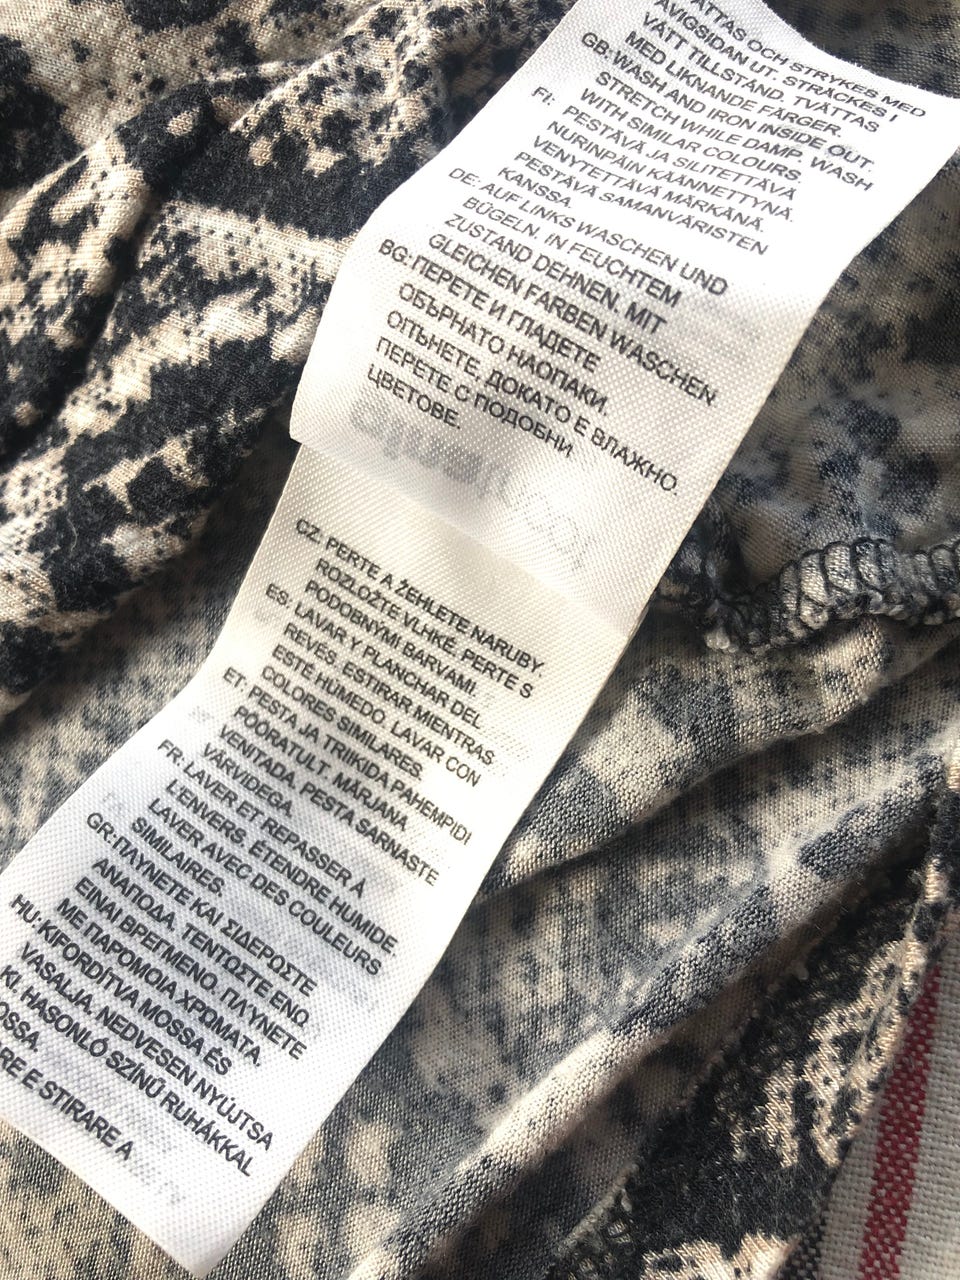 TTAS OCH STRYKES MED
AVIGSIDAN UT. STRÄCKES I
VÅTT TILLSTÅND. TVÄTTAS
MED LIKNANDE FÄRGER.
GB: WASH AND IRON INSIDE OUT.
STRETCH WHILE DAMP. WASH
WITH SIMILAR COLOURS.
FI: PESTÄVÄ JA SILITETTÄVÄ
NURINPÄIN KÄÄNNETTYNÄ.
VENYTETTÄVÄ MÄRKÄNÄ.
PESTÄVÄ SAMANVÄRISTEN
KANSSA.
DE: AUF LINKS WASCHEN UND
BÜGELN. IN FEUCHTEM
ZUSTAND DEHNEN. MIT
GLEICHEN FARBEN WASCHEN.
BG: ПЕРЕТЕ И ГЛАДЕТЕ
ОБЪРНАТО НАОПАКИ.
ОПЪНЕТЕ, ДОКАТО Е ВЛАЖНО.
ПЕРЕТЕ С ПОДОБНИ
ЦВЕТОВЕ.
CZ: PERTE A ŽEHLETE NARUBY.
ROZLOŽTE VLHKÉ. PERTE S
PODOBNÝMI BARVAMI.
ES: LAVAR Y PLANCHAR DEL
REVÉS. ESTIRAR MIENTRAS
ESTÉ HÚMEDO. LAVAR CON
COLORES SIMILARES.
ET: PESTA JA TRIIKIDA PAHEMPIDI
PÖÖRATULT. MÄRJANA
VENITADA. PESTA SARNASTE
VÄRVIDEGA.
FR: LAVER ET REPASSER À
L'ENVERS. ÉTENDRE HUMIDE.
LAVER AVEC DES COULEURS
SIMILAIRES.
GR: ΠΛΥΝΕΤΕ ΚΑΙ ΣΙΔΕΡΩΣΤΕ
ΑΝΑΠΟΔΑ. ΤΕΝΤΩΣΤΕ ΕΝΩ
ΕΙΝΑΙ ΒΡΕΓΜΕΝΟ. ΠΛΥΝΕΤΕ
ΜΕ ΠΑΡΟΜΟΙΑ ΧΡΩΜΑΤΑ.
HU: KIFORDÍTVA MOSSA ÉS
VASALJA, NEDVESEN NYÚJTSA
KI. HASONLÓ SZÍNŰ RUHÁKKAL
OSSA.
RE E STIRARE A